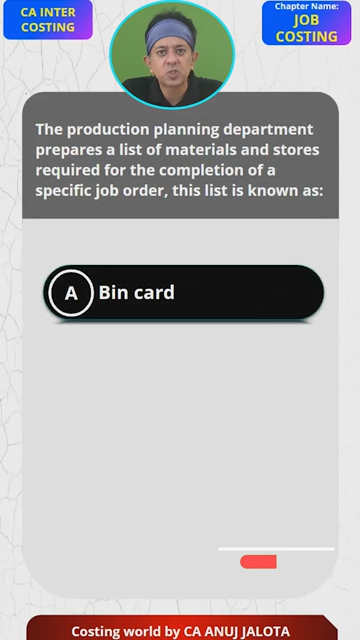 CA INTER
COSTING
Chapter Name:
JOB
COSTING
The production planning department
prepares a list of materials and stores
required for the completion of a
specific job order, this list is known as:
A Bin card
Costing world by CA ANUJ JALOTA